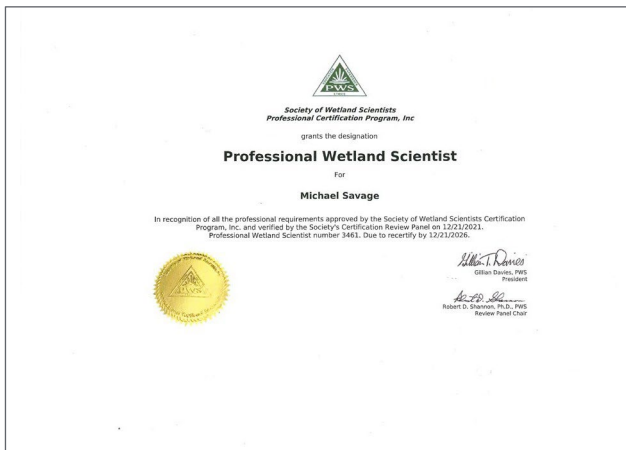 PWS
Society of Wetland Scientists
Professional Certification Program, Inc
grants the designation
Professional Wetland Scientist
For
Michael Savage
In recognition of all the professional requirements approved by the Society of Wetland Scientists Certification
Program, Inc. and verified by the Society's Certification Review Panel on 12/21/2021.
Professional Wetland Scientist number 3461. Due to recertify by 12/21/2026.
PWS
Gillian T. Davies
Gillian Davies, PWS
President
Robert D. Shannon, Ph.D., PWS
Review Panel Chair